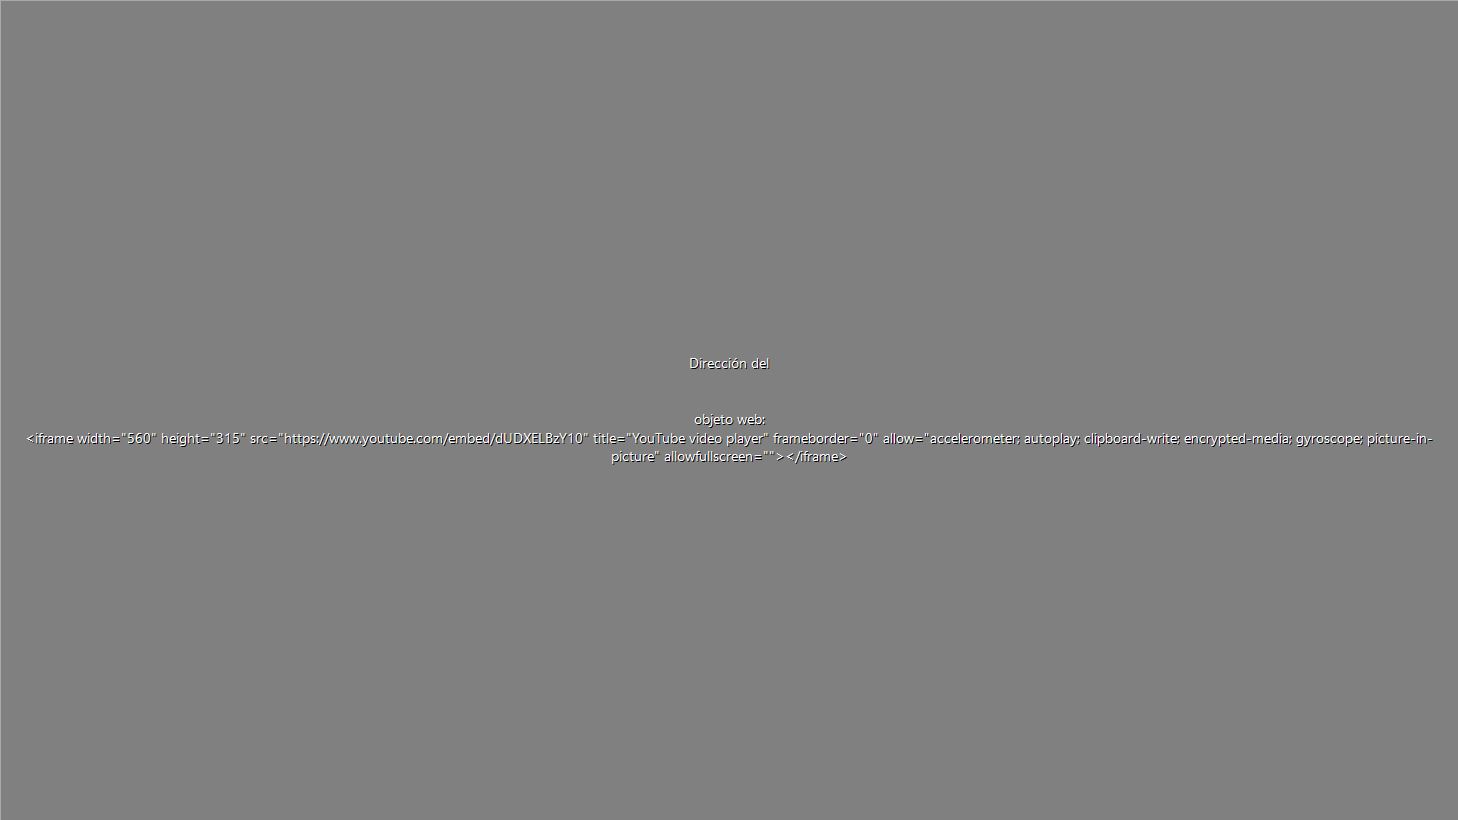 Dirección del
objeto web:
<iframe width="560" height="315" src="https://www.youtube.com/embed/dUDXELBzY10" title="YouTube video player" frameborder="0" allow="accelerometer; autoplay; clipboard-write; encrypted-media; gyroscope; picture-in-
picture" allowfullscreen=""></iframe>